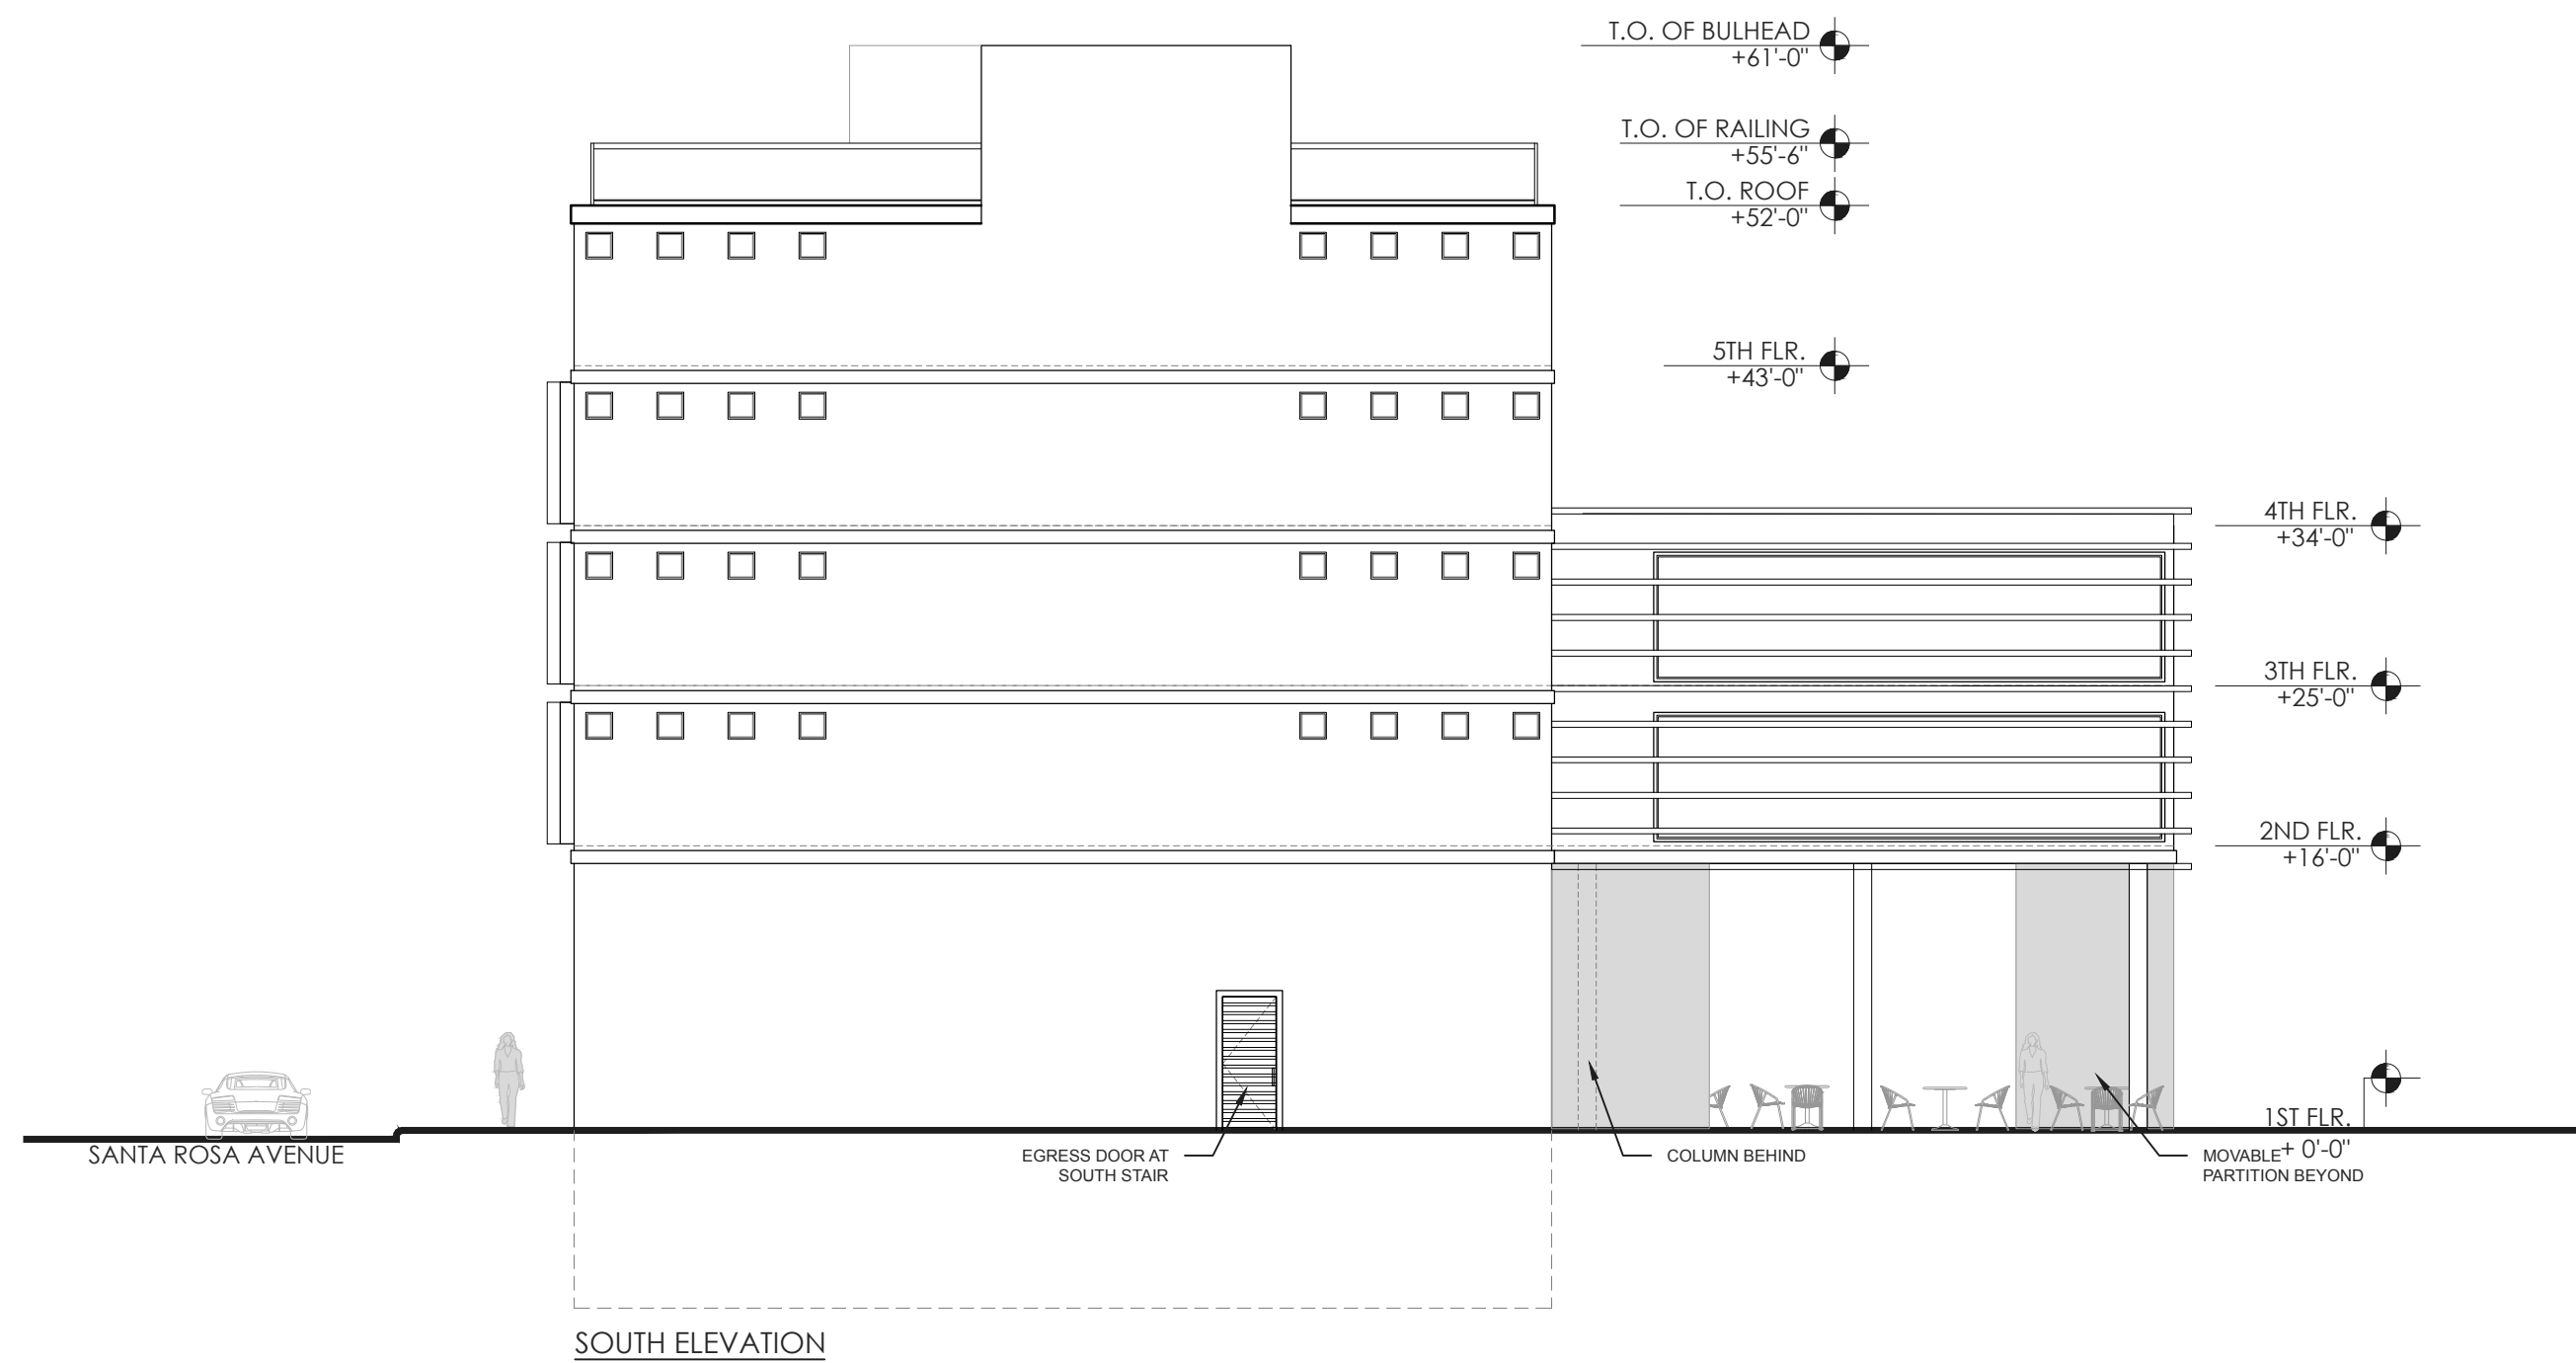 T.O. OF BULHEAD
+61'-0"
T.O. OF RAILING
+55'-6"
T.O. ROOF
+52'-0"
5TH FLR.
+43'-0"
4TH FLR.
+34'-0"
3TH FLR.
+25'-0"
2ND FLR.
+16'-0"
1ST FLR.
+ 0'-0"
SANTA ROSA AVENUE
EGRESS DOOR AT
SOUTH STAIR
COLUMN BEHIND
MOVABLE
PARTITION BEYOND
SOUTH ELEVATION